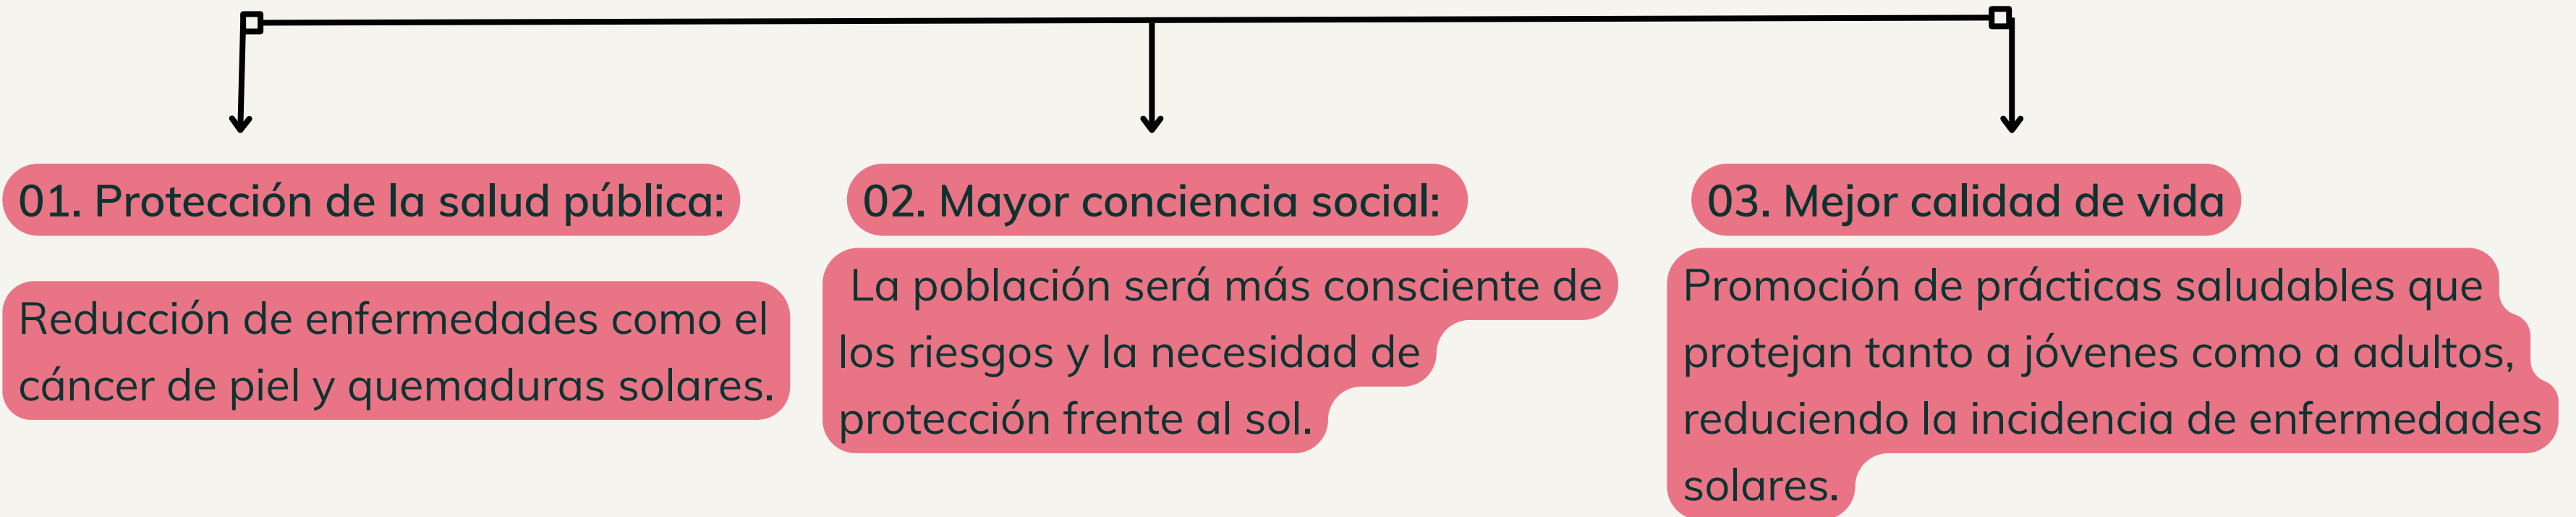 01. Protección de la salud pública:
Reducción de enfermedades como el
cáncer de piel y quemaduras solares.
02. Mayor conciencia social:
La población será más consciente de
los riesgos y la necesidad de
protección frente al sol.
03. Mejor calidad de vida
Promoción de prácticas saludables que
protejan tanto a jóvenes como a adultos,
reduciendo la incidencia de enfermedades
solares.